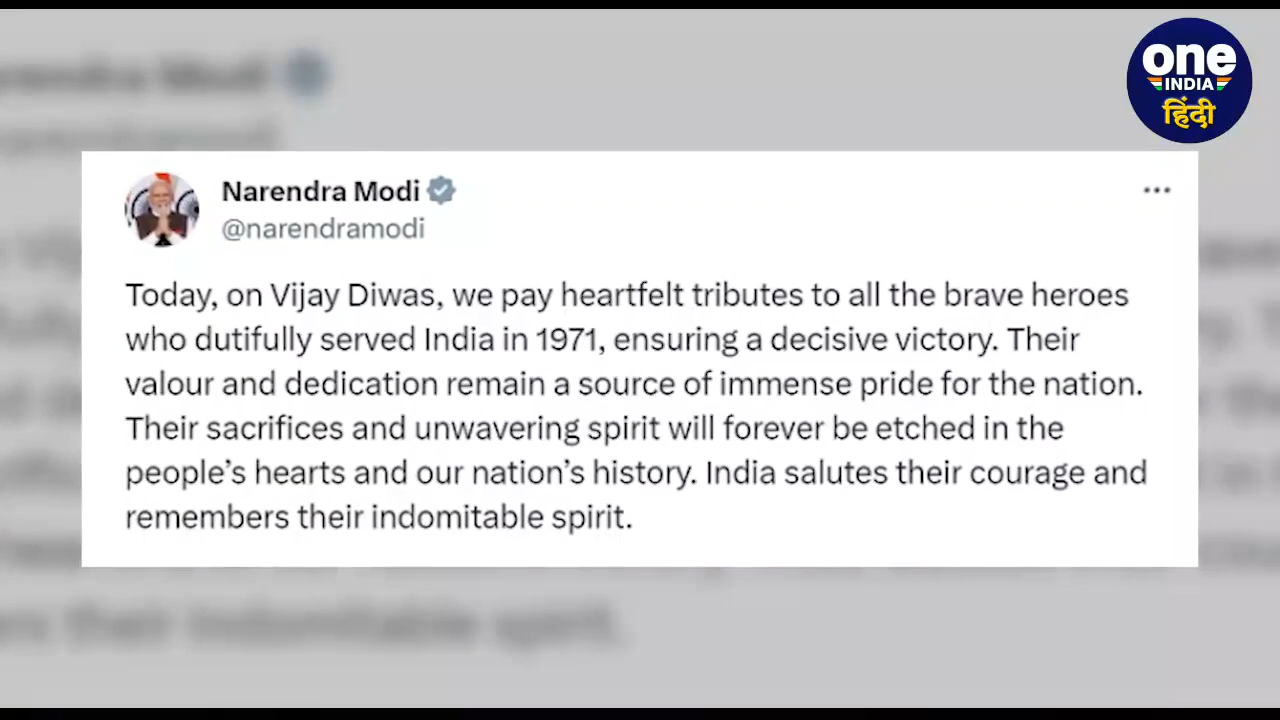 one
INDIA
हिंदी
Narendra Modi
@narendramodi
Today, on Vijay Diwas, we pay heartfelt tributes to all the brave heroes
who dutifully served India in 1971, ensuring a decisive victory. Their
valour and dedication remain a source of immense pride for the nation.
Their sacrifices and unwavering spirit will forever be etched in the
people’s hearts and our nation’s history. India salutes their courage and
remembers their indomitable spirit.